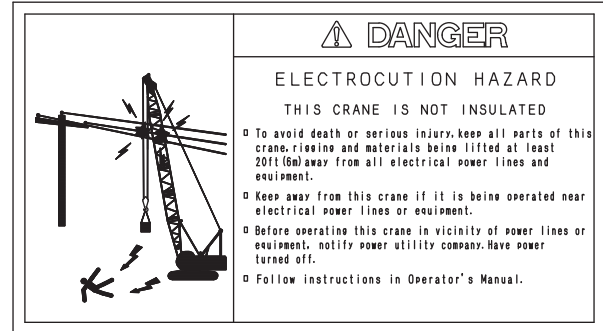 DANGER
ELECTROCUTION HAZARD
THIS CRANE IS NOT INSULATED
▫ To avoid death or serious injury, keep all parts of this
crane, rigging and materials being lifted at least
20ft(6m)away from all electrical power lines and
equipment.
▫ Keep away from this crane if it is being operated near
electrical power lines or equipment.
▫ Before operating this crane in vicinity of power lines or
equipment, notify power utility company. Have power
turned off.
▫ Follow instructions in Operator's Manual.